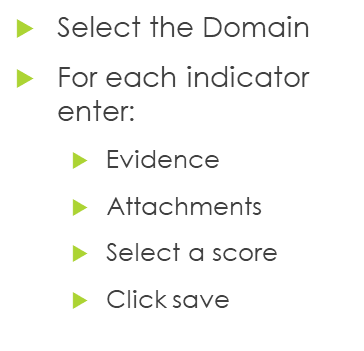 Select the Domain
For each indicator
enter:
Evidence
Attachments
Select a score
Click save